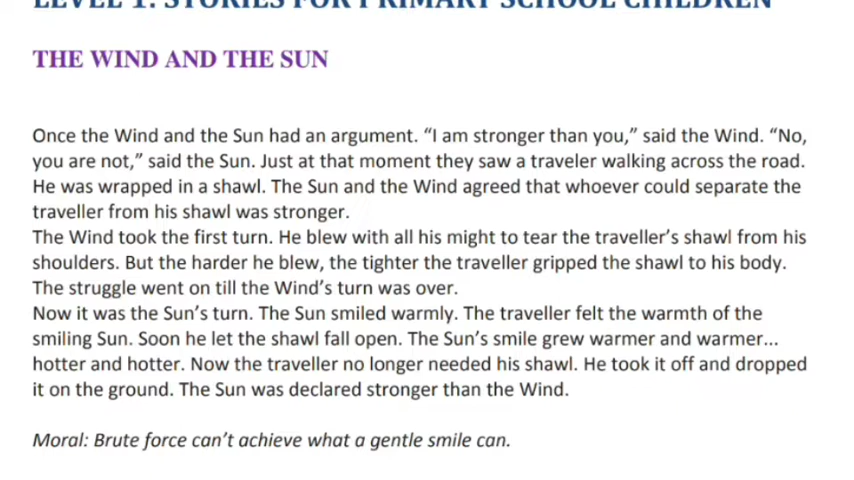 LEVEL 1: STORIES FOR PRIMARY SCHOOL CHILDREN
THE WIND AND THE SUN
Once the Wind and the Sun had an argument. “I am stronger than you,” said the Wind. “No,
you are not,” said the Sun. Just at that moment they saw a traveler walking across the road.
He was wrapped in a shawl. The Sun and the Wind agreed that whoever could separate the
traveller from his shawl was stronger.
The Wind took the first turn. He blew with all his might to tear the traveller’s shawl from his
shoulders. But the harder he blew, the tighter the traveller gripped the shawl to his body.
The struggle went on till the Wind’s turn was over.
Now it was the Sun’s turn. The Sun smiled warmly. The traveller felt the warmth of the
smiling Sun. Soon he let the shawl fall open. The Sun’s smile grew warmer and warmer...
hotter and hotter. Now the traveller no longer needed his shawl. He took it off and dropped
it on the ground. The Sun was declared stronger than the Wind.
Moral: Brute force can’t achieve what a gentle smile can.